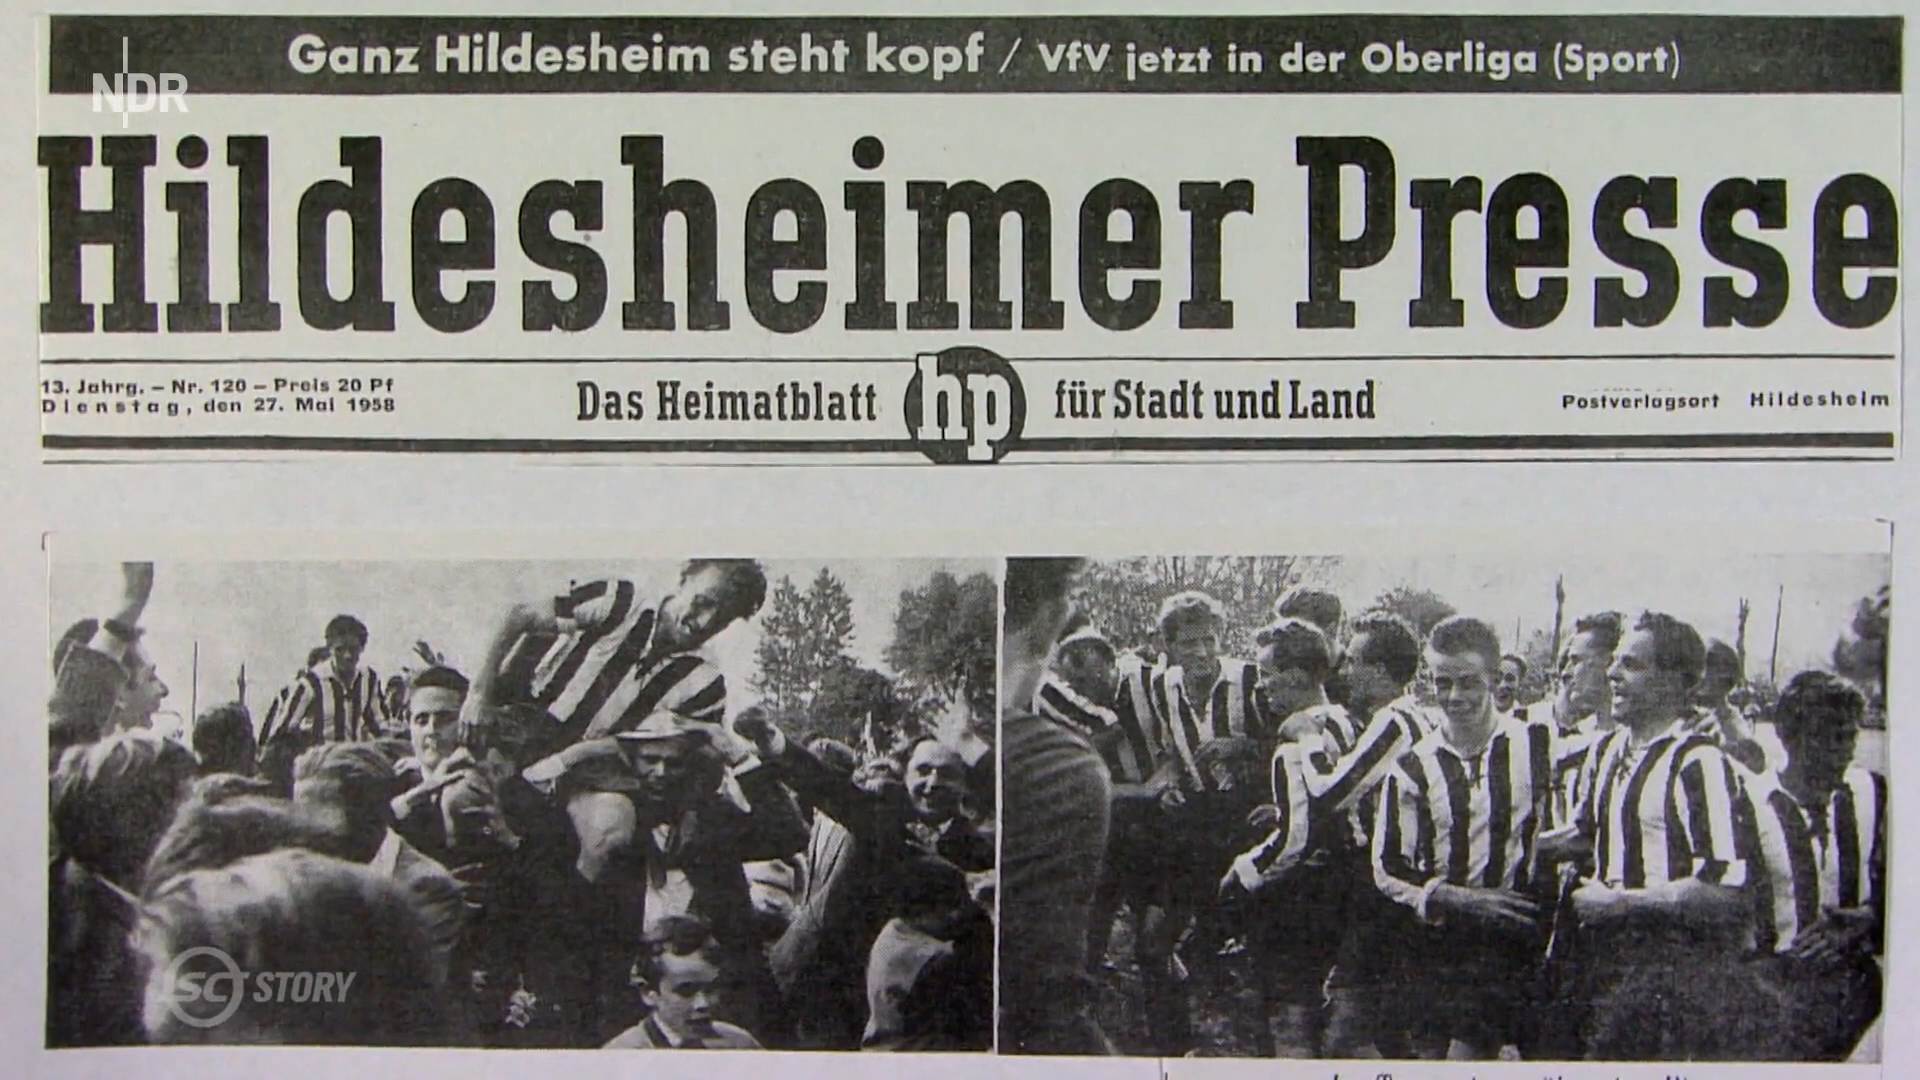 Ganz Hildesheim steht kopf / VfV jetzt in der Oberliga (Sport)
NDR
Hildesheimer Presse
13. Jahrg. – Nr. 120 – Preis 20 Pf
Dienstag, den 27. Mai 1958
Das Heimatblatt hp für Stadt und Land
Postverlagsort Hildesheim
SC STORY